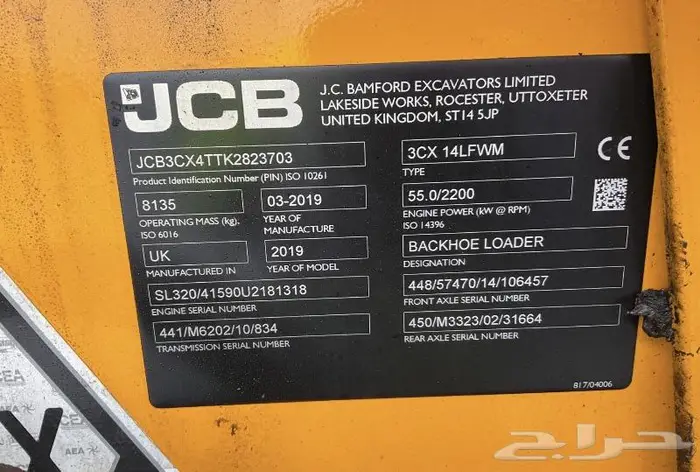 JCB
J.C. BAMFORD EXCAVATORS LIMITED
LAKESIDE WORKS, ROCESTER, UTTOXETER
UNITED KINGDOM, ST14 5JP
JCB3CX4TTK2823703
Product Identification Number (PIN) ISO 10261
8135
OPERATING MASS (kg).
ISO 6016
03-2019
YEAR OF
MANUFACTURE
UK
MANUFACTURED IN
2019
YEAR OF MODEL
SL320/41590U2181318
ENGINE SERIAL NUMBER
441/M6202/10/834
TRANSMISSION SERIAL NUMBER
3CX 14LFWM
TYPE
55.0/2200
ENGINE POWER (kW @ RPM)
ISO 14396
BACKHOE LOADER
DESIGNATION
448/57470/14/106457
FRONT AXLE SERIAL NUMBER
450/M3323/02/31664
REAR AXLE SERIAL NUMBER
CE
817/04006
CEA
AEA
حراج